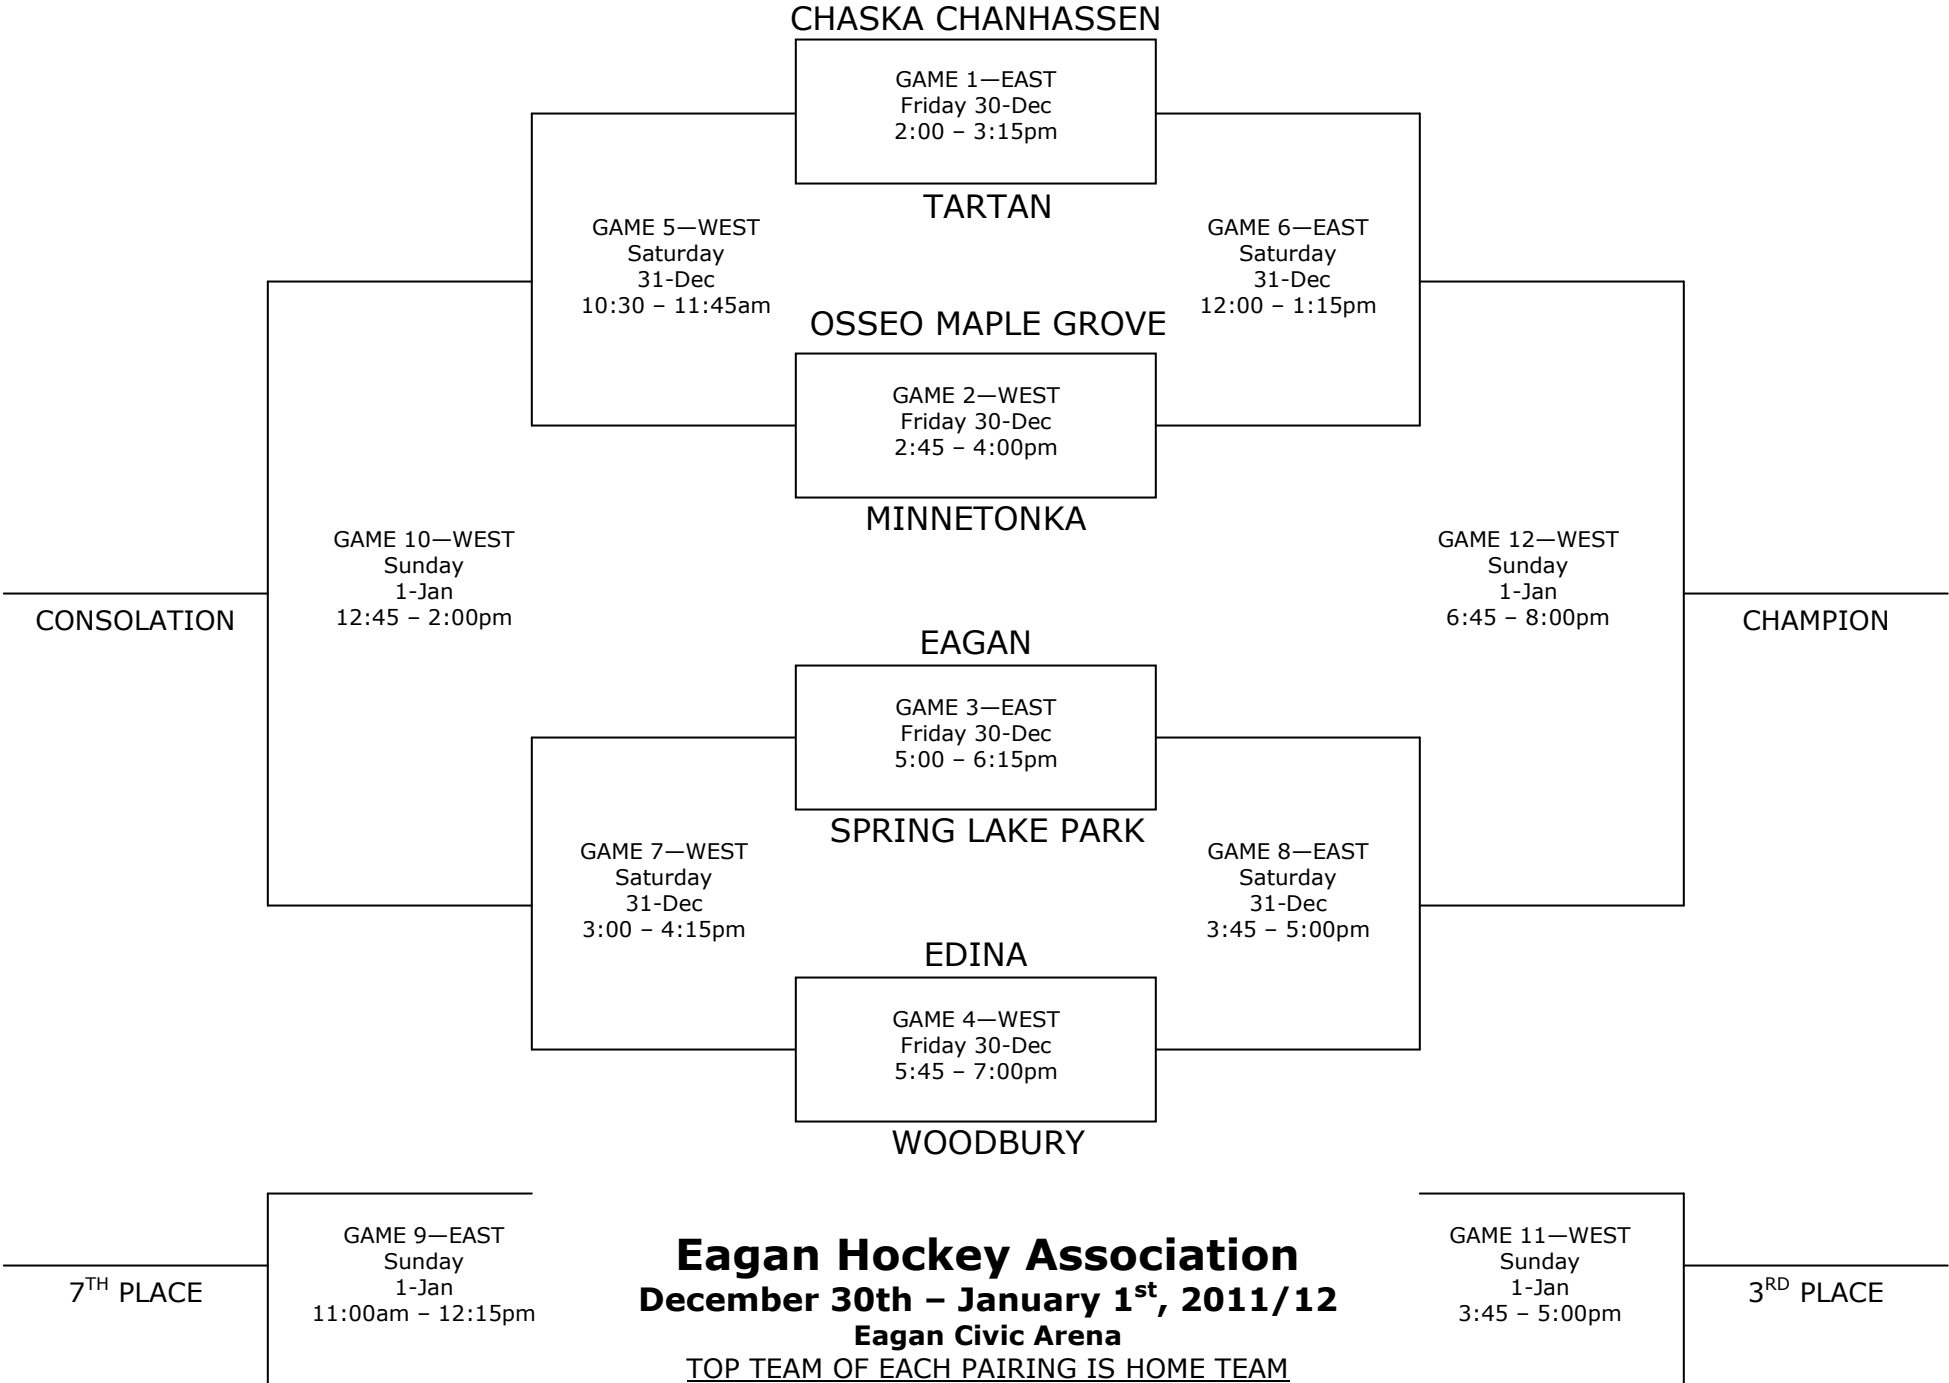 CHASKA CHANHASSEN
GAME 1—EAST
Friday 30-Dec
2:00 – 3:15pm
TARTAN
GAME 5—WEST
Saturday
31-Dec
10:30 – 11:45am
GAME 6—EAST
Saturday
31-Dec
12:00 – 1:15pm
OSSEO MAPLE GROVE
GAME 2—WEST
Friday 30-Dec
2:45 – 4:00pm
MINNETONKA
GAME 10—WEST
Sunday
1-Jan
12:45 – 2:00pm
CONSOLATION
GAME 12—WEST
Sunday
1-Jan
6:45 – 8:00pm
CHAMPION
EAGAN
GAME 3—EAST
Friday 30-Dec
5:00 – 6:15pm
SPRING LAKE PARK
GAME 7—WEST
Saturday
31-Dec
3:00 – 4:15pm
GAME 8—EAST
Saturday
31-Dec
3:45 – 5:00pm
EDINA
GAME 4—WEST
Friday 30-Dec
5:45 – 7:00pm
WOODBURY
GAME 9—EAST
Sunday
1-Jan
11:00am – 12:15pm
7TH PLACE
Eagan Hockey Association
December 30th – January 1st, 2011/12
Eagan Civic Arena
TOP TEAM OF EACH PAIRING IS HOME TEAM
GAME 11—WEST
Sunday
1-Jan
3:45 – 5:00pm
3RD PLACE